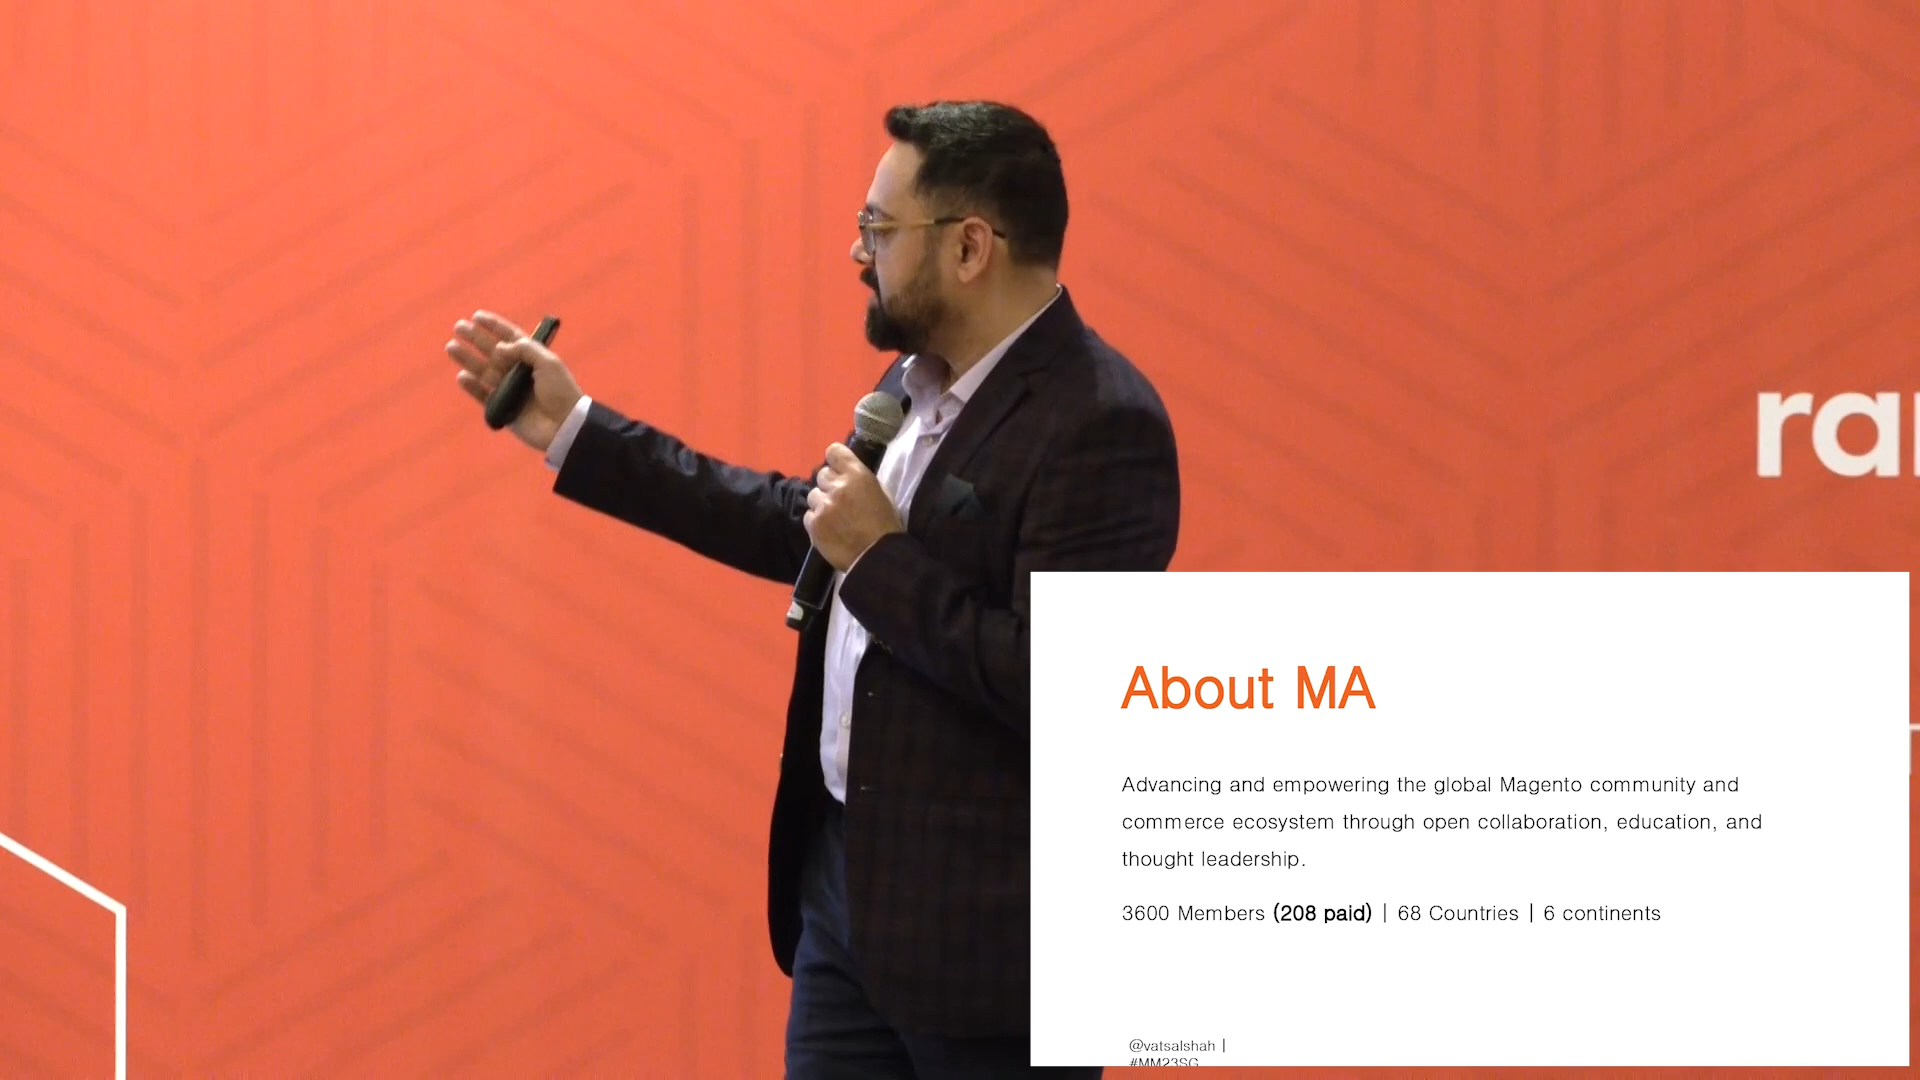 ra
About MA
Advancing and empowering the global Magento community and
commerce ecosystem through open collaboration, education, and
thought leadership.
3600 Members (208 paid) | 68 Countries | 6 continents
@vatsalshah |
#MM23SG